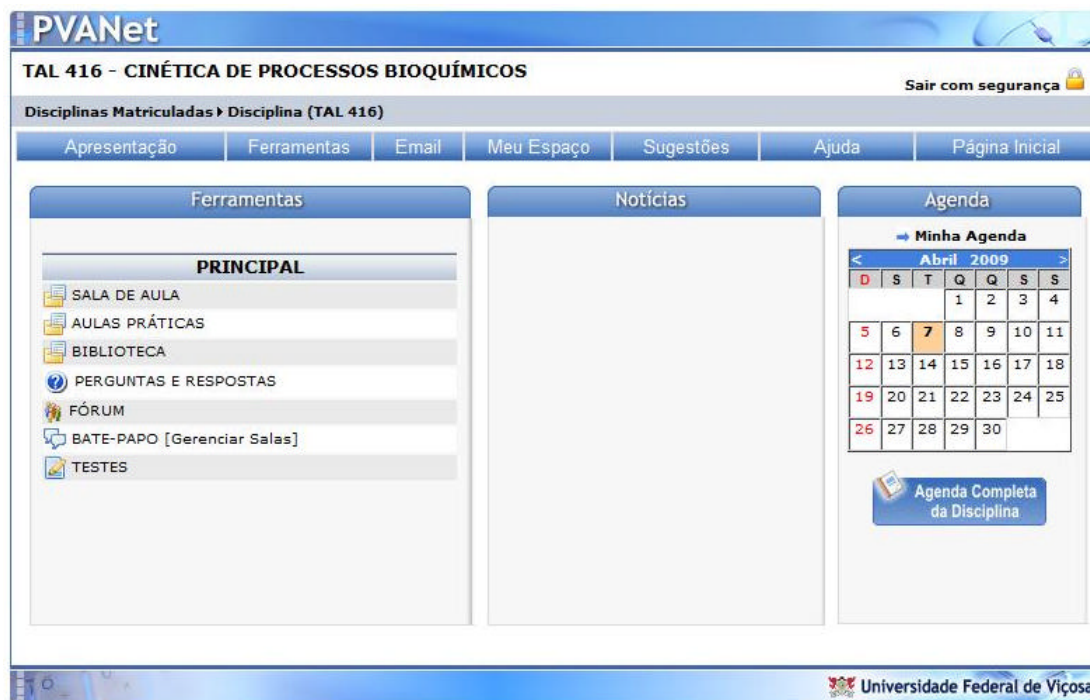 PVANet
TAL 416 - CINÉTICA DE PROCESSOS BIOQUÍMICOS
Sair com segurança
Disciplinas Matriculadas Disciplina (TAL 416)
Apresentação Ferramentas Email Meu Espaço Sugestões Ajuda Página Inicial
Ferramentas
PRINCIPAL
SALA DE AULA
AULAS PRÁTICAS
BIBLIOTECA
PERGUNTAS E RESPOSTAS
FÓRUM
BATE-PAPO [Gerenciar Salas]
TESTES
Notícias
Agenda
Minha Agenda
< Abril 2009 >
D S T Q Q S S
1 2 3 4
5 6 7 8 9 10 11
12 13 14 15 16 17 18
19 20 21 22 23 24 25
26 27 28 29 30
Agenda Completa
da Disciplina
Universidade Federal de Viçosa